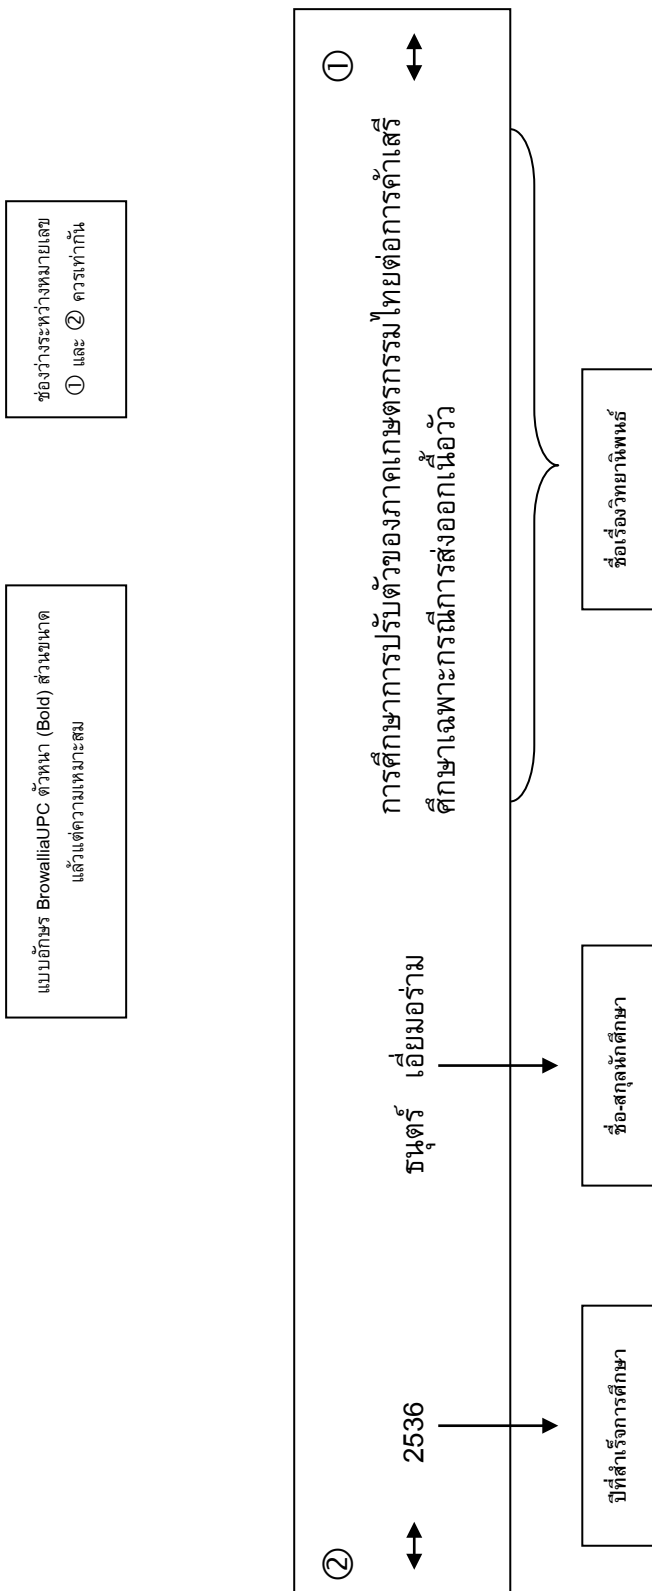 ช่องว่างระหว่างหมายเลข
① และ ② ควรเท่ากัน
แบบอักษร BrowalliaUPC ตัวหนา (Bold) ส่วนขนาด
แล้วแต่ความเหมาะสม
①
การศึกษาการปรับตัวของภาคเกษตรกรรมไทยต่อการค้าเสรี
ศึกษาเฉพาะกรณีการส่งออกเนื้อวัว
ธนุตร์ เอี่ยมอร่าม
2536
②
ชื่อเรื่องวิทยานิพนธ์
ชื่อ-สกุลนักศึกษา
ปีที่สำเร็จการศึกษา